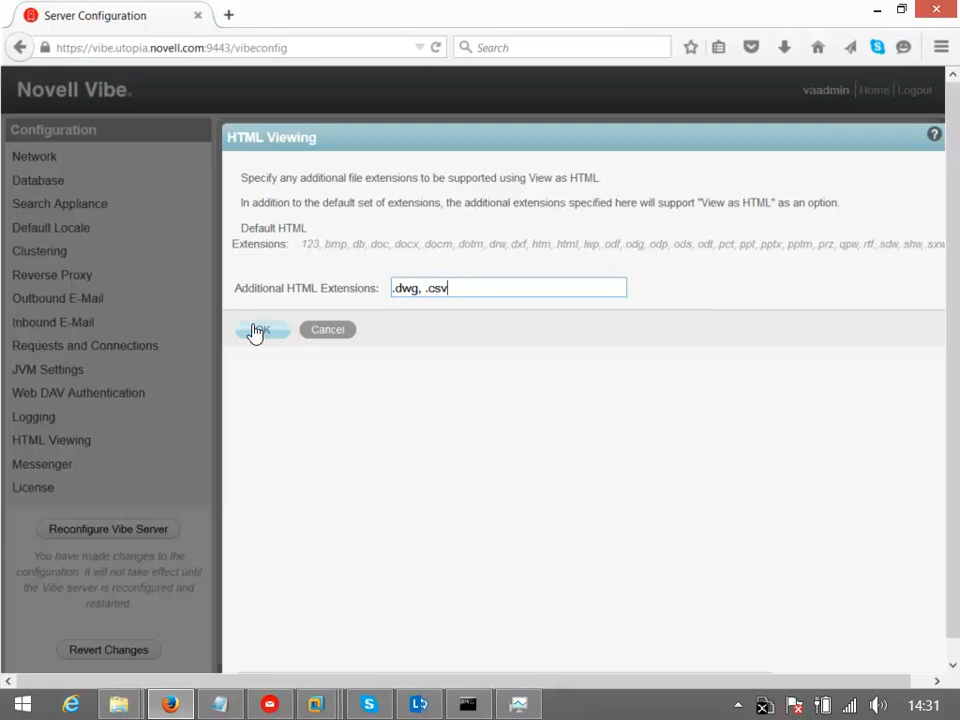 Server Configuration
https://vibe.utopia.novell.com:9443/vibeconfig
Search
Novell Vibe.
vaadmin Home Logout
Configuration
Network
Database
Search Appliance
Default Locale
Clustering
Reverse Proxy
Outbound E-Mail
Inbound E-Mail
Requests and Connections
JVM Settings
Web DAV Authentication
Logging
HTML Viewing
Messenger
License
Reconfigure Vibe Server
You have made changes to the
configuration. It will not take effect until
the Vibe server is reconfigured and
restarted.
Revert Changes
HTML Viewing
Specify any additional file extensions to be supported using View as HTML.
In addition to the default set of extensions, the additional extensions specified here will support "View as HTML" as an option.
Default HTML
Extensions: .123, .bmp, .db, .doc, .docx, .docm, .dotm, .drw, .dxf, .htm, .html, .lwp, .odf, .odg, .odp, .ods, .odt, .pct, .ppt, .pptx, .pptm, .prz, .qpw, .rtf, .sdw, .shw, .sxw
Additional HTML Extensions: .dwg, .csv
OK Cancel
14:31